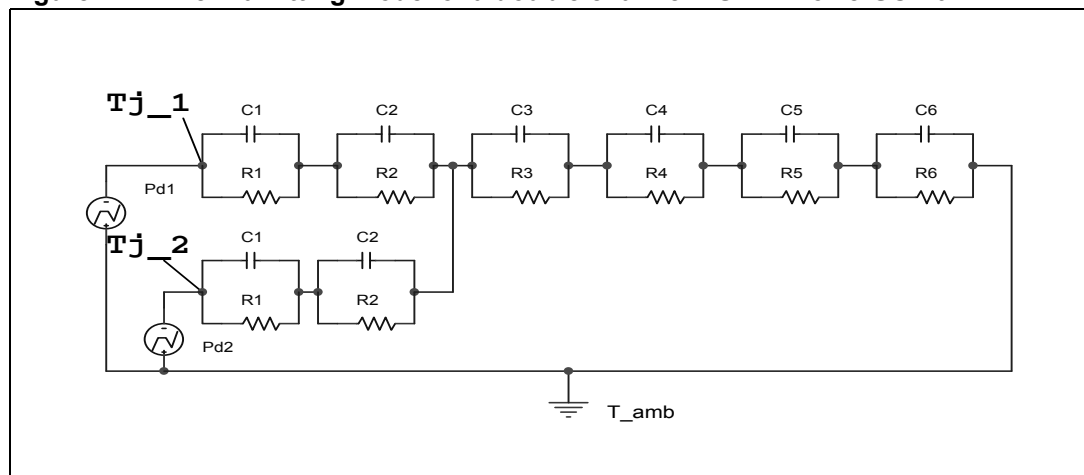 Tj_1
C1 C2 C3 C4 C5 C6
R1 R2 R3 R4 R5 R6
Pd1
Tj_2
C1 C2
R1 R2
Pd2
T_amb